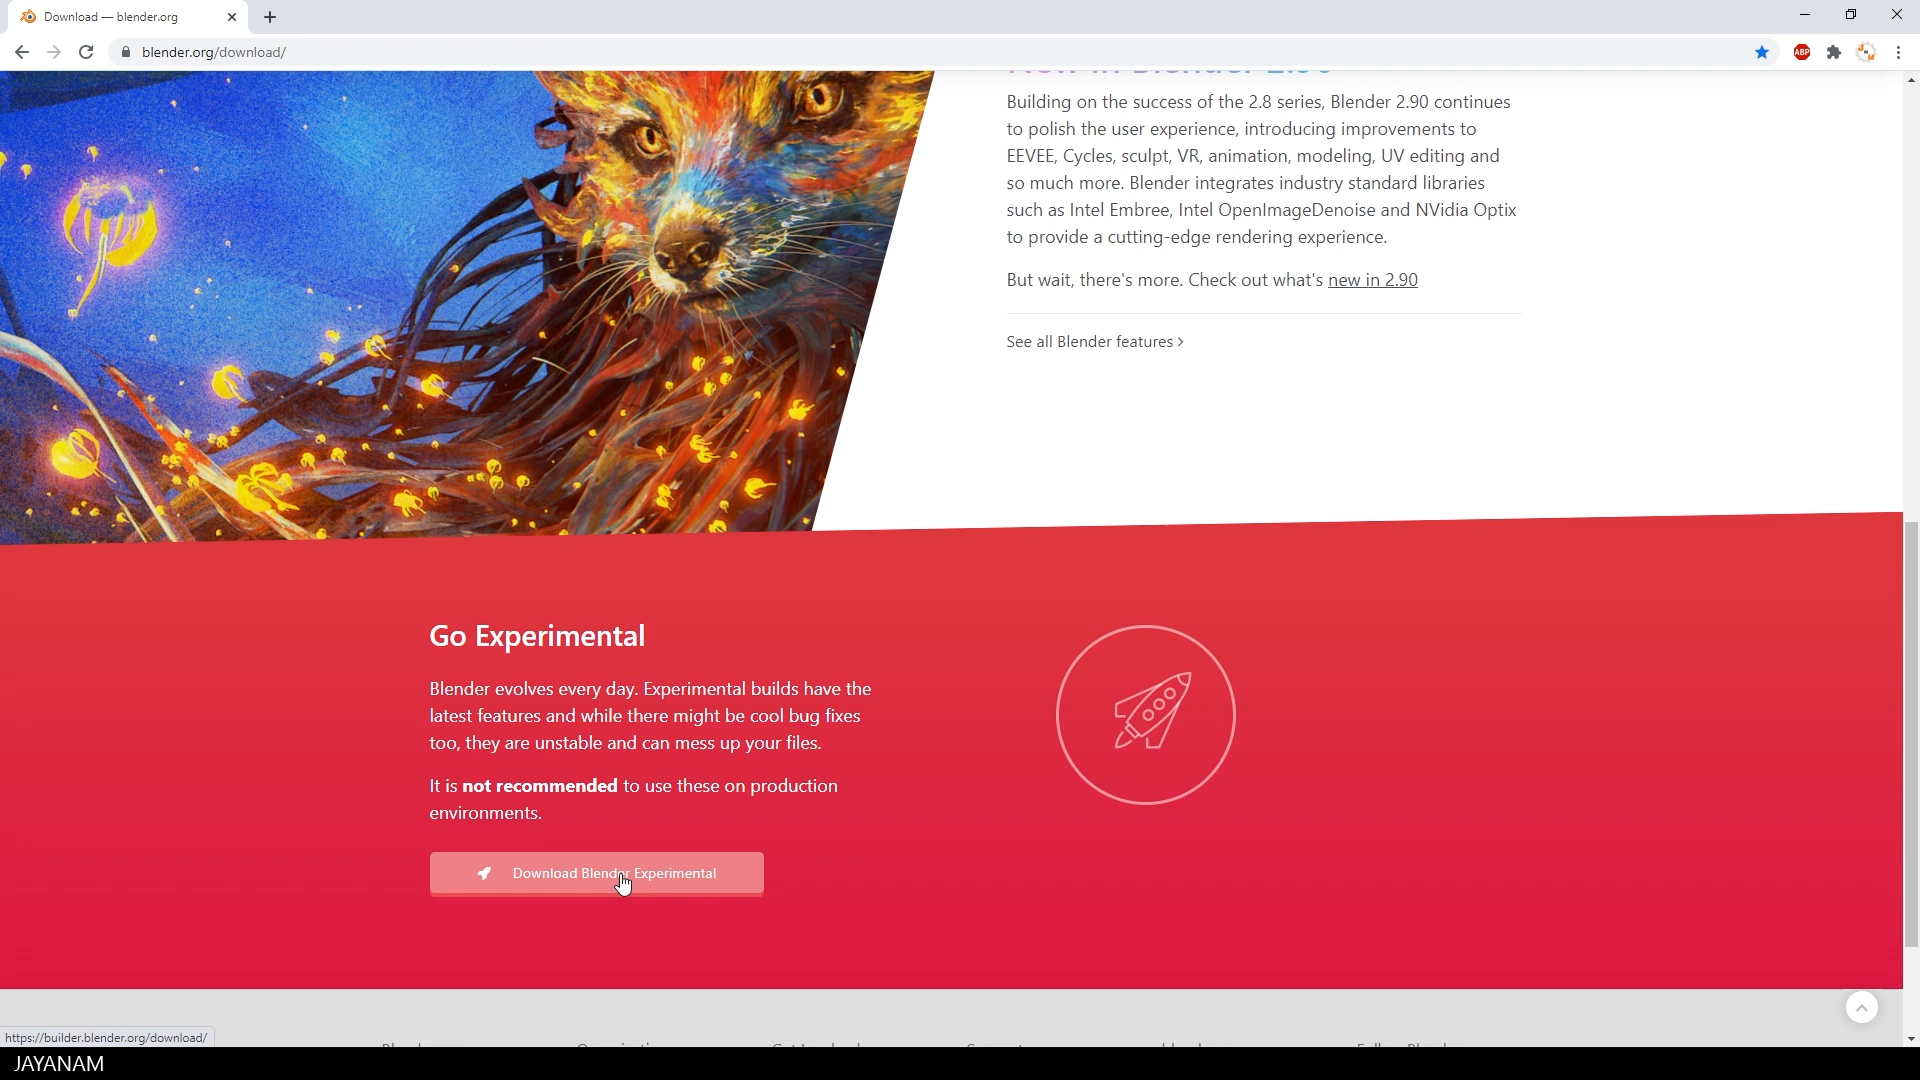 Download — blender.org
blender.org/download/
ABP
Building on the success of the 2.8 series, Blender 2.90 continues
to polish the user experience, introducing improvements to
EEVEE, Cycles, sculpt, VR, animation, modeling, UV editing and
so much more. Blender integrates industry standard libraries
such as Intel Embree, Intel OpenImageDenoise and NVidia Optix
to provide a cutting-edge rendering experience.
But wait, there's more. Check out what's new in 2.90
See all Blender features ›
Go Experimental
Blender evolves every day. Experimental builds have the
latest features and while there might be cool bug fixes
too, they are unstable and can mess up your files.
It is not recommended to use these on production
environments.
Download Blender Experimental
https://builder.blender.org/download/
JAYANAM